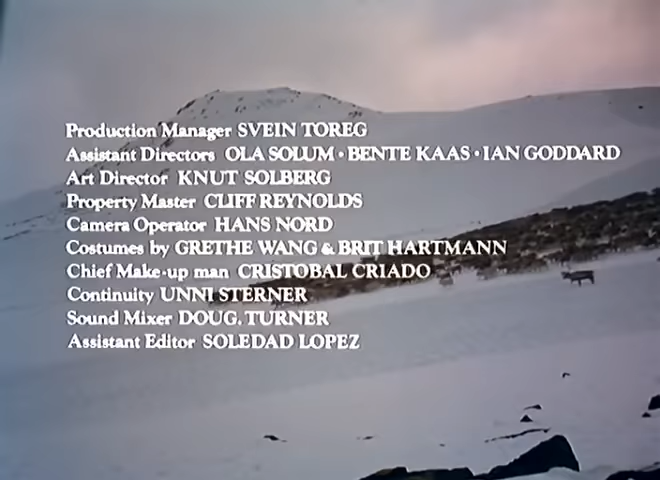 Production Manager SVEIN TOREG
Assistant Directors OLA SOLUM • BENTE KAAS • IAN GODDARD
Art Director KNUT SOLBERG
Property Master CLIFF REYNOLDS
Camera Operator HANS NORD
Costumes by GRETHE WANG & BRIT HARTMANN
Chief Make-up man CRISTOBAL CRIADO
Continuity UNNI STERNER
Sound Mixer DOUG. TURNER
Assistant Editor SOLEDAD LOPEZ